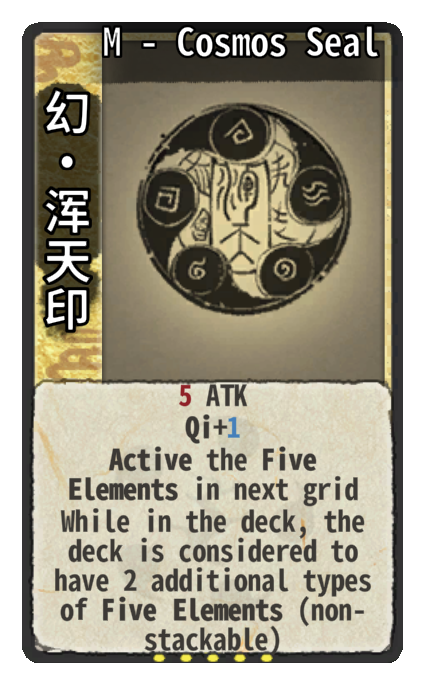 M - Cosmos Seal
幻・浑天印
5 ATK
Qi+1
Active the Five
Elements in next grid
While in the deck, the
deck is considered to
have 2 additional types
of Five Elements (non-
stackable)